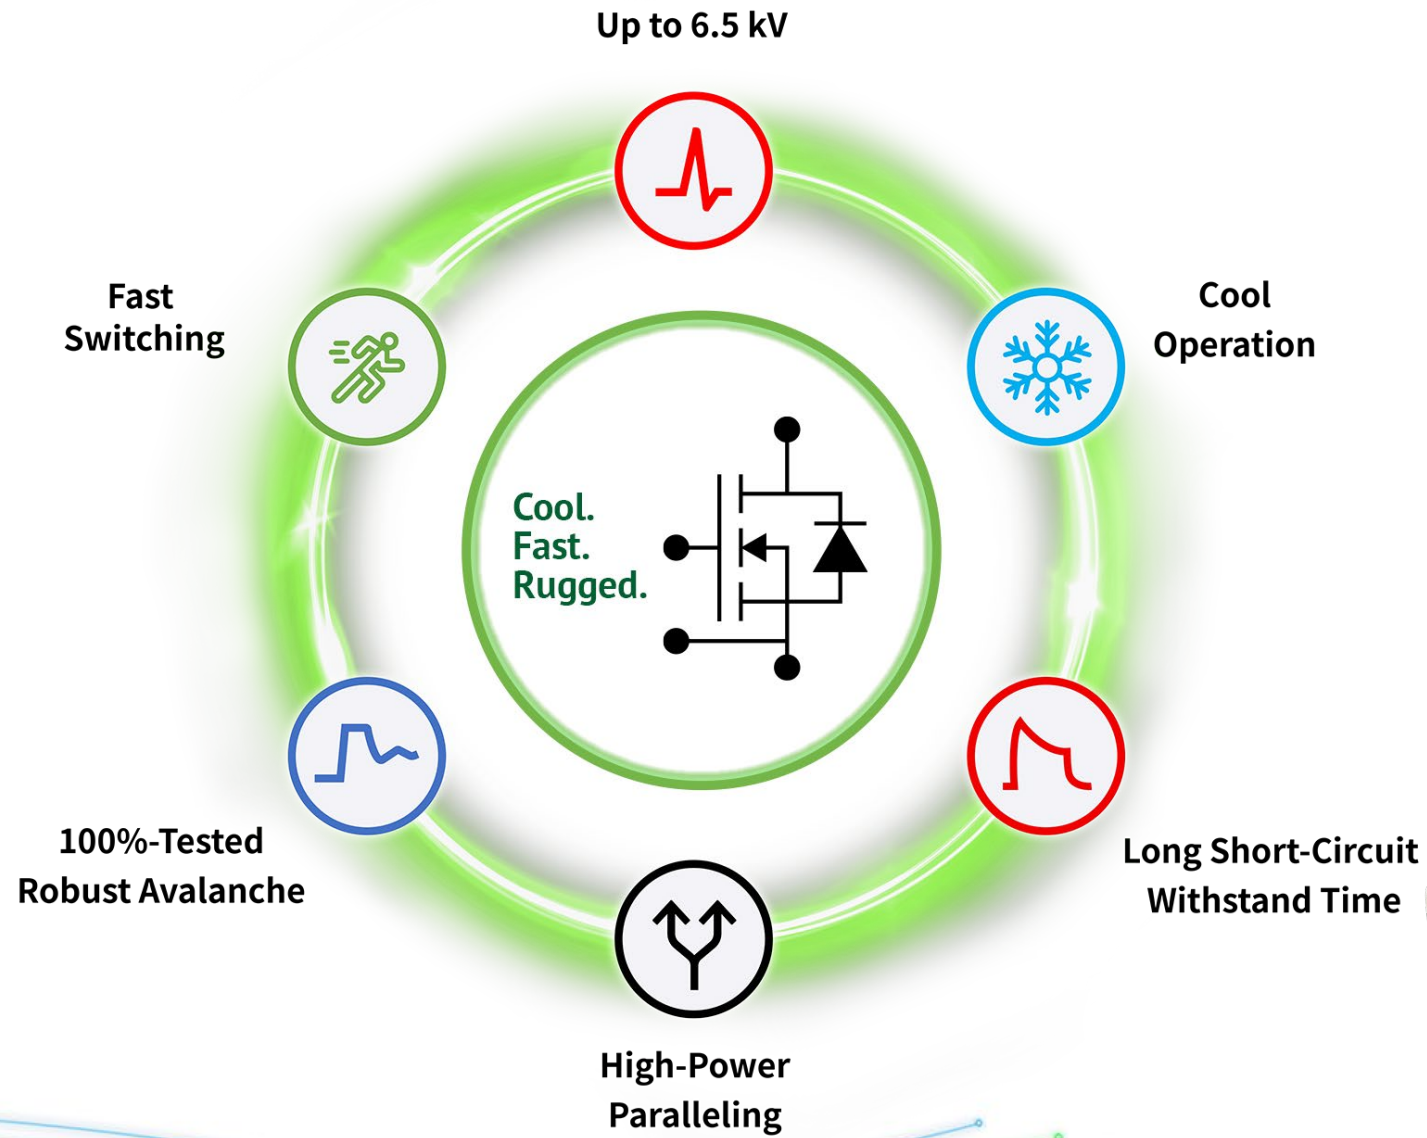 Up to 6.5 kV
Fast
Switching
Cool
Operation
Cool.
Fast.
Rugged.
100%-Tested
Robust Avalanche
Long Short-Circuit
Withstand Time
High-Power
Paralleling